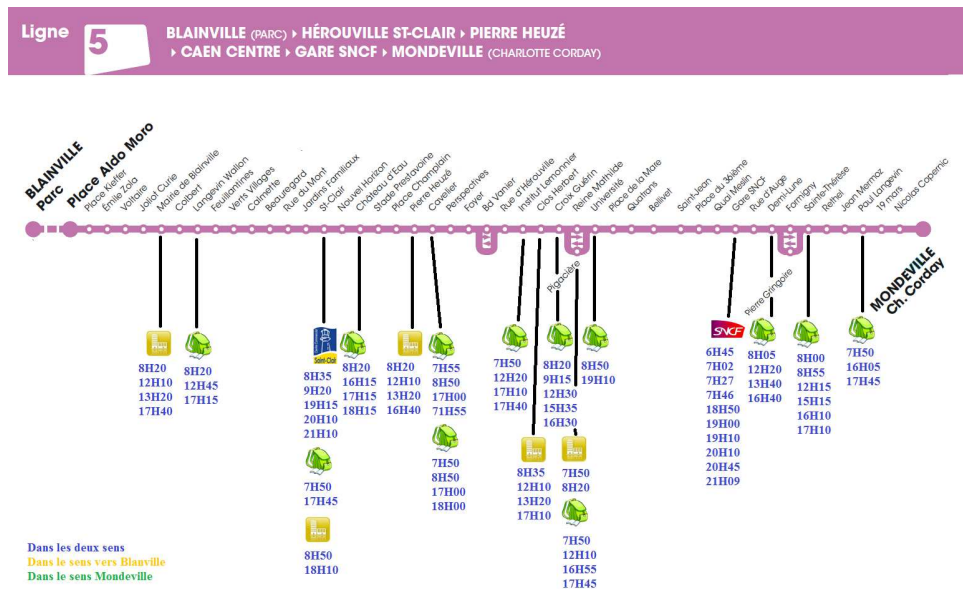 Ligne 5
BLAINVILLE (PARC) ▸ HÉROUVILLE ST-CLAIR ▸ PIERRE HEUZÉ
▸ CAEN CENTRE ▸ GARE SNCF ▸ MONDEVILLE (CHARLOTTE CORDAY)
BLAINVILLE
Parc
Place Aldo Moro
Place Kieffer
Émile Zola
Voltaire
Joliot Curie
Mairie de Blainville
Colbert
Langevin Wallon
Feuillantines
Verts Villages
Calmette
Beauregard
Rue du Mont
Jardins Familiaux
St-Clair
Nouvel Horizon
Château d'Eau
Stade Prestavoine
Place Champlain
Pierre Heuzé
Cavelier
Perspectives
Foyer
Bd Vanier
Rue d'Hérouville
Institut Lemonnier
Clos Herbert
Croix Guérin
Reine Mathilde
Université
Place de la Mare
Quatrans
Bellivet
Saint-Jean
Place du 36ième
Quai Meslin
Gare SNCF
Rue d'Auge
Demi-Lune
Formigny
Sainte-Thérèse
Rethel
Jean Mermoz
Paul Langevin
19 mars
Nicolas Copernic
MONDEVILLE
Ch. Corday
Pigacière
Pierre Gringoire
8H20
12H10
13H20
17H40
8H20
12H45
17H15
Saint-Clair
8H35
9H20
19H15
20H10
21H10
7H50
17H45
8H50
18H10
8H20
16H15
17H15
18H15
8H20
12H10
13H20
16H40
7H55
8H50
17H00
71H55
7H50
8H50
17H00
18H00
7H50
12H20
17H10
17H40
8H35
12H10
13H20
17H10
8H20
9H15
12H30
15H35
16H30
7H50
8H20
7H50
12H10
16H55
17H45
8H50
19H10
SNCF
6H45
7H02
7H27
7H46
18H50
19H00
19H10
20H10
20H45
21H09
8H05
12H20
13H40
16H40
8H00
8H55
12H15
15H15
16H10
17H10
7H50
16H05
17H45
Dans les deux sens
Dans le sens vers Blanville
Dans le sens Mondeville